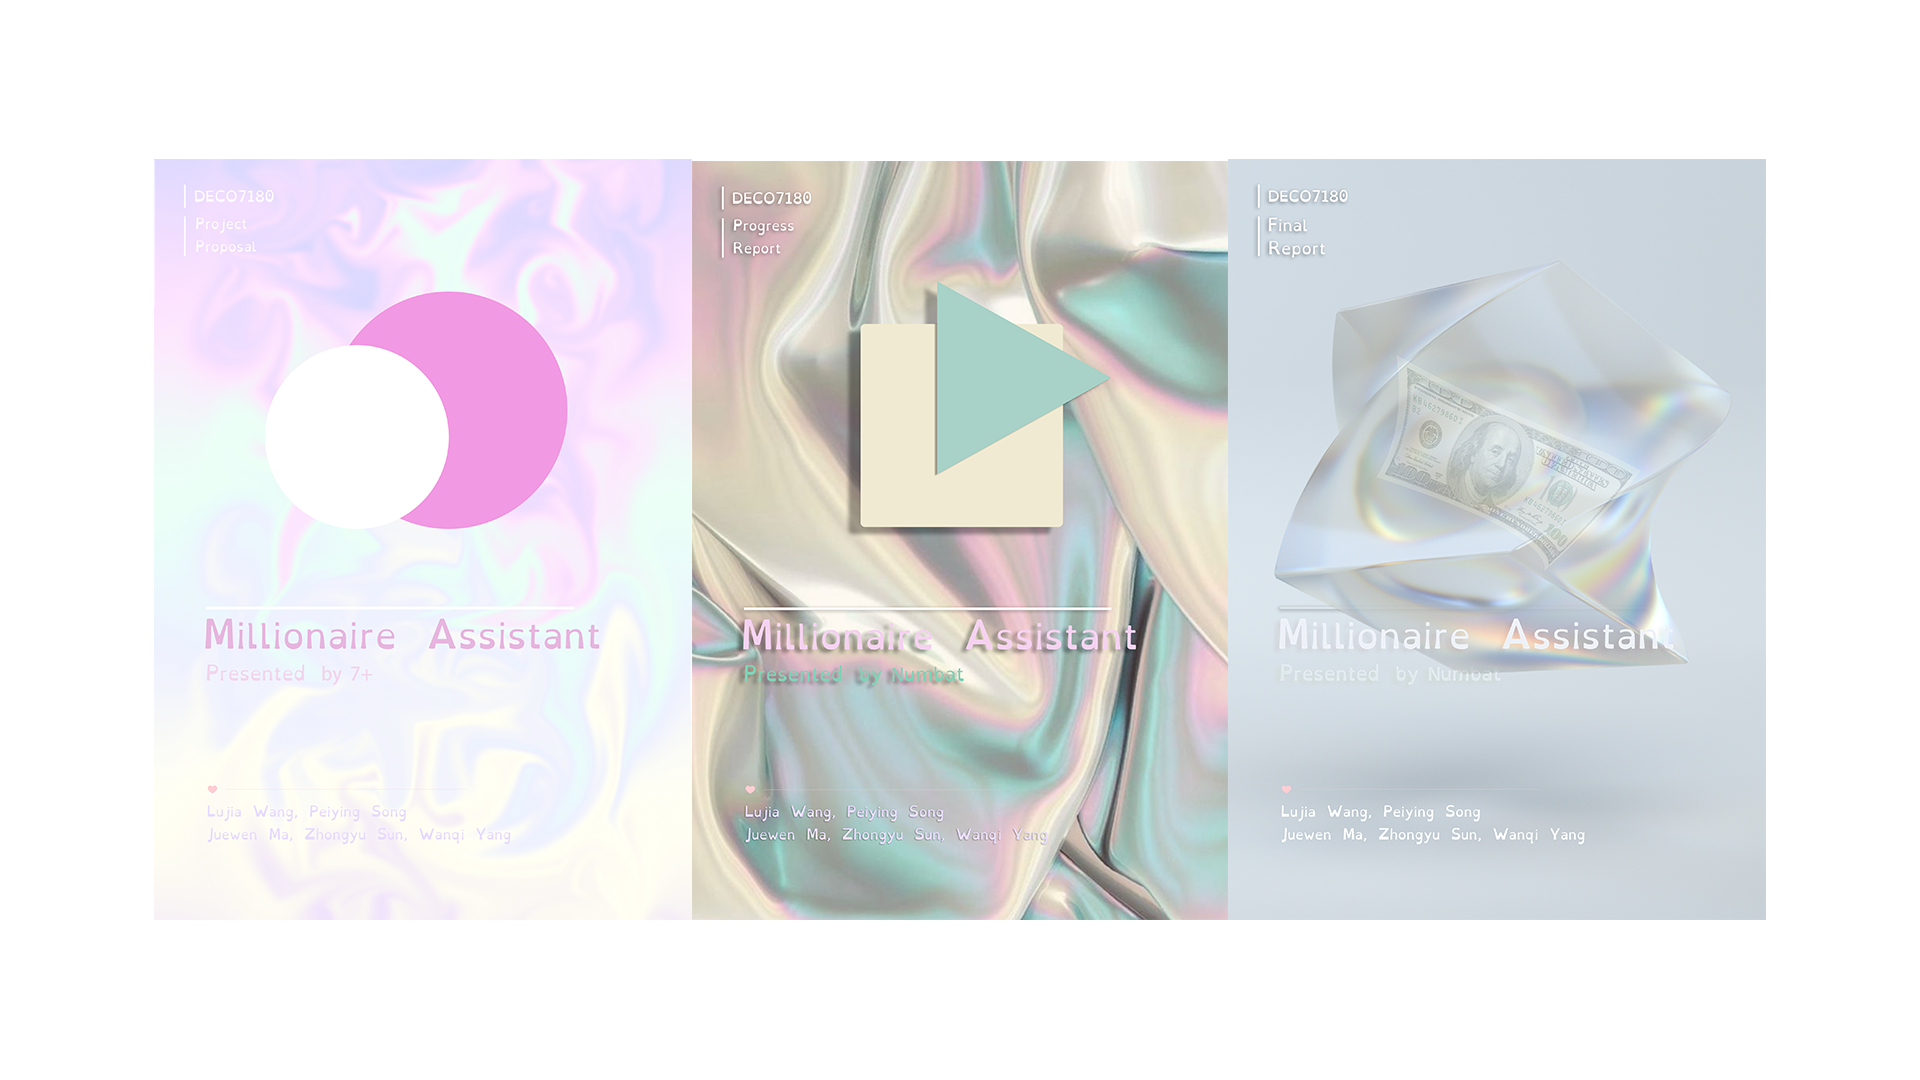 DECO7180
Project
Proposal
Millionaire Assistant
Presented by 7+
Lujia Wang, Peiying Song
Juewen Ma, Zhongyu Sun, Wanqi Yang
DECO7180
Progress
Report
Millionaire Assistant
Presented by Numbat
Lujia Wang, Peiying Song
Juewen Ma, Zhongyu Sun, Wanqi Yang
DECO7180
Final
Report
100
Millionaire Assistant
Presented by Numbat
Lujia Wang, Peiying Song
Juewen Ma, Zhongyu Sun, Wanqi Yang